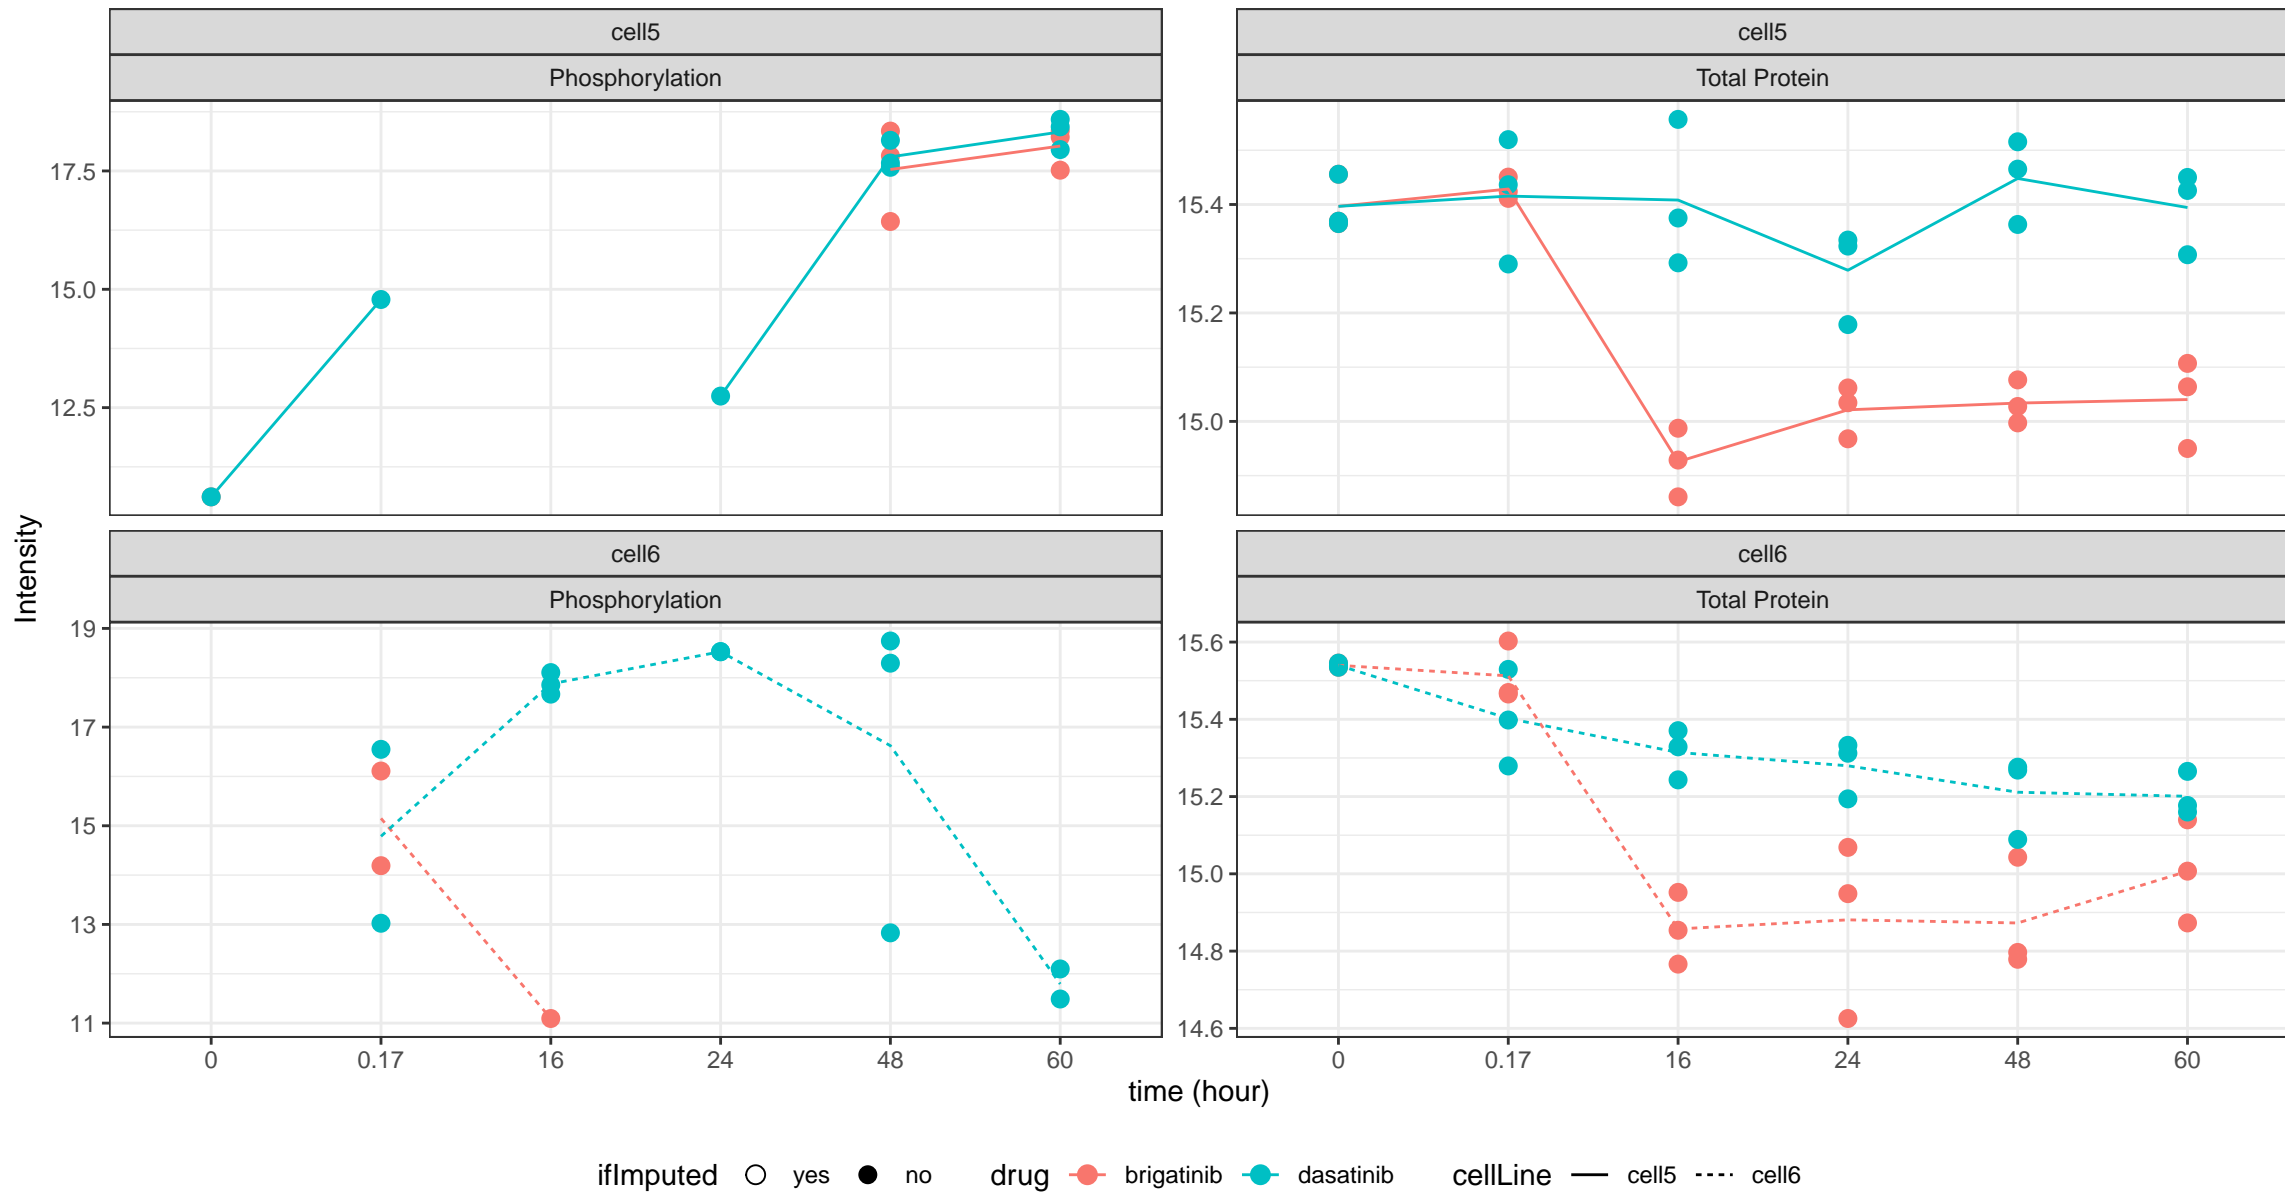 cell5
cell5
Phosphorylation
Total Protein
17.5
15.0
12.5
15.4
15.2
15.0
cell6
cell6
Phosphorylation
Total Protein
19
17
15
13
11
15.6
15.4
15.2
15.0
14.8
14.6
Intensity
0 0.17 16 24 48 60
0 0.17 16 24 48 60
time (hour)
ifImputed yes no drug brigatinib dasatinib cellLine cell5 cell6